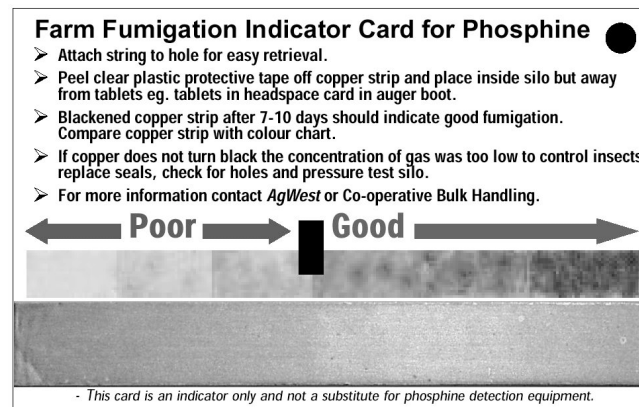 Farm Fumigation Indicator Card for Phosphine
➢ Attach string to hole for easy retrieval.
➢ Peel clear plastic protective tape off copper strip and place inside silo but away
from tablets eg. tablets in headspace card in auger boot.
➢ Blackened copper strip after 7-10 days should indicate good fumigation.
Compare copper strip with colour chart.
➢ If copper does not turn black the concentration of gas was too low to control insects
replace seals, check for holes and pressure test silo.
➢ For more information contact AgWest or Co-operative Bulk Handling.
Poor Good
- This card is an indicator only and not a substitute for phosphine detection equipment.